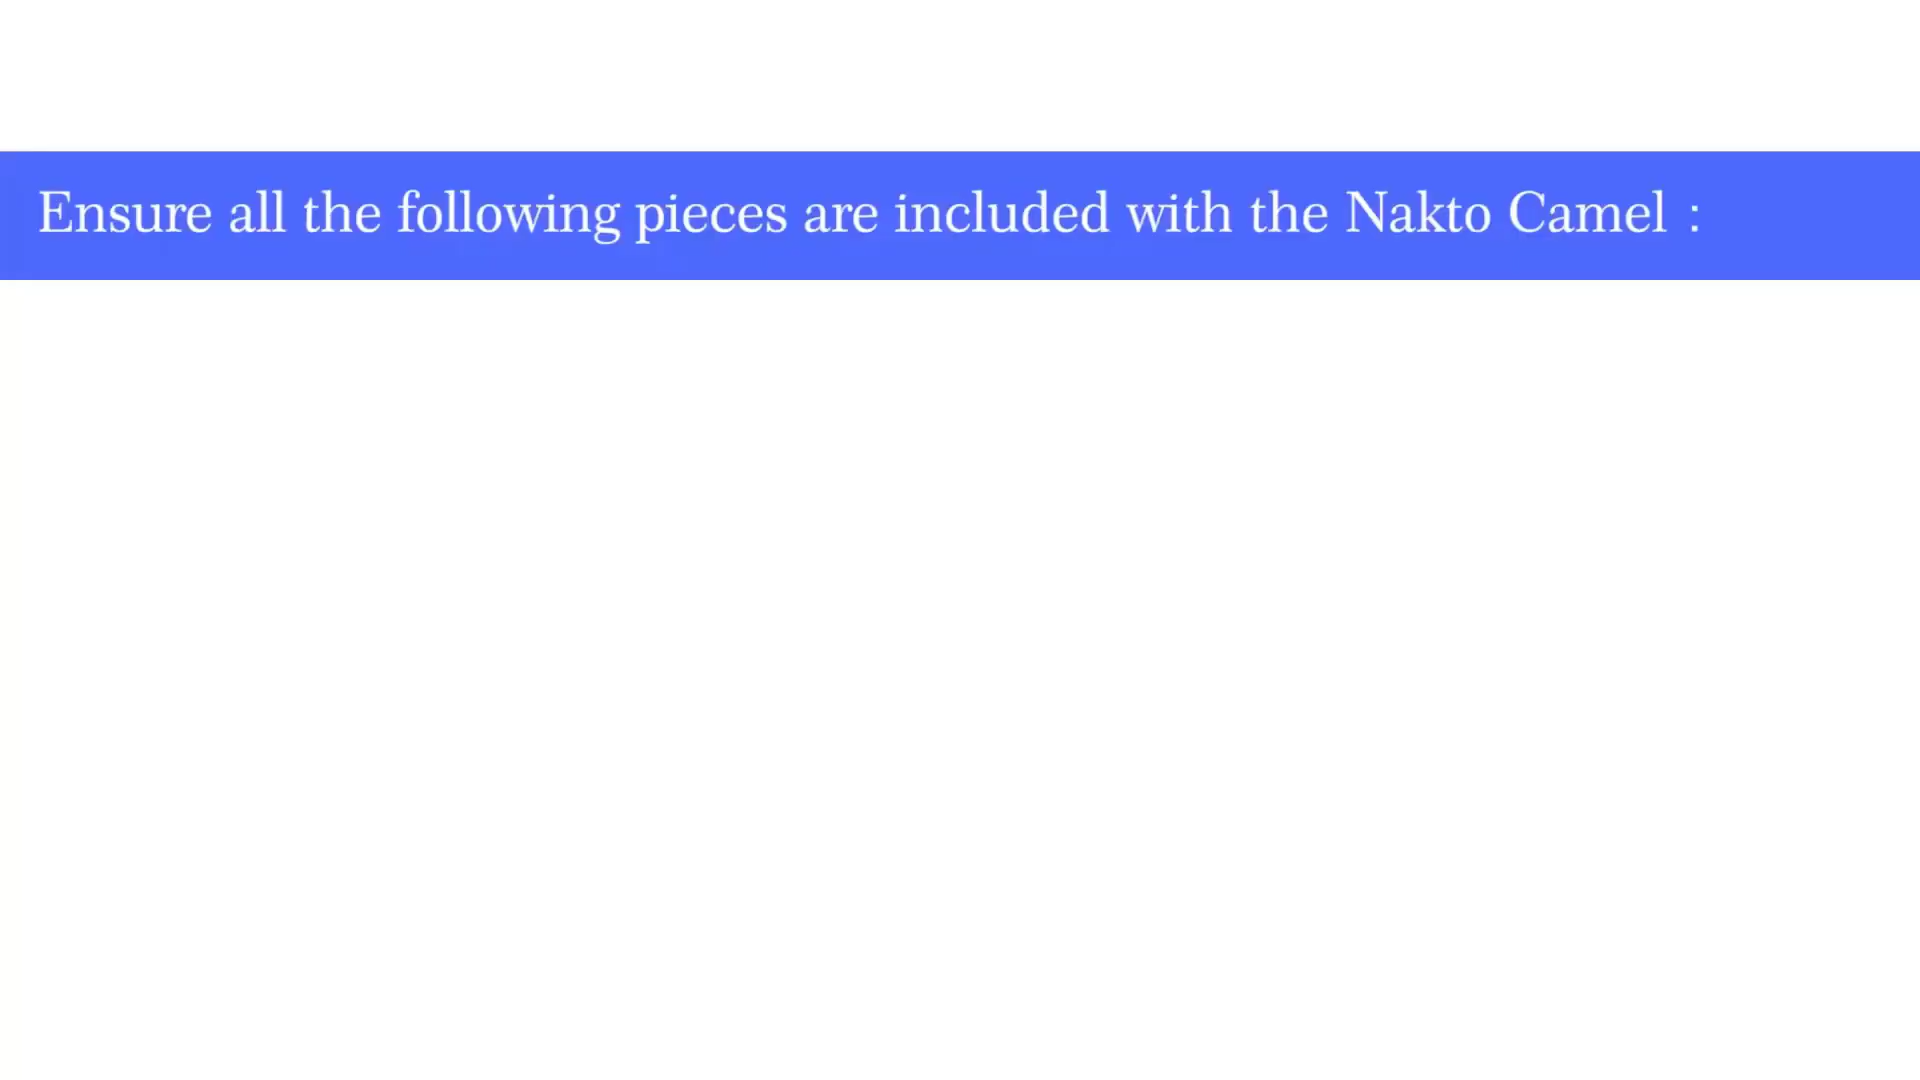 Ensure all the following pieces are included with the Nakto Camel :